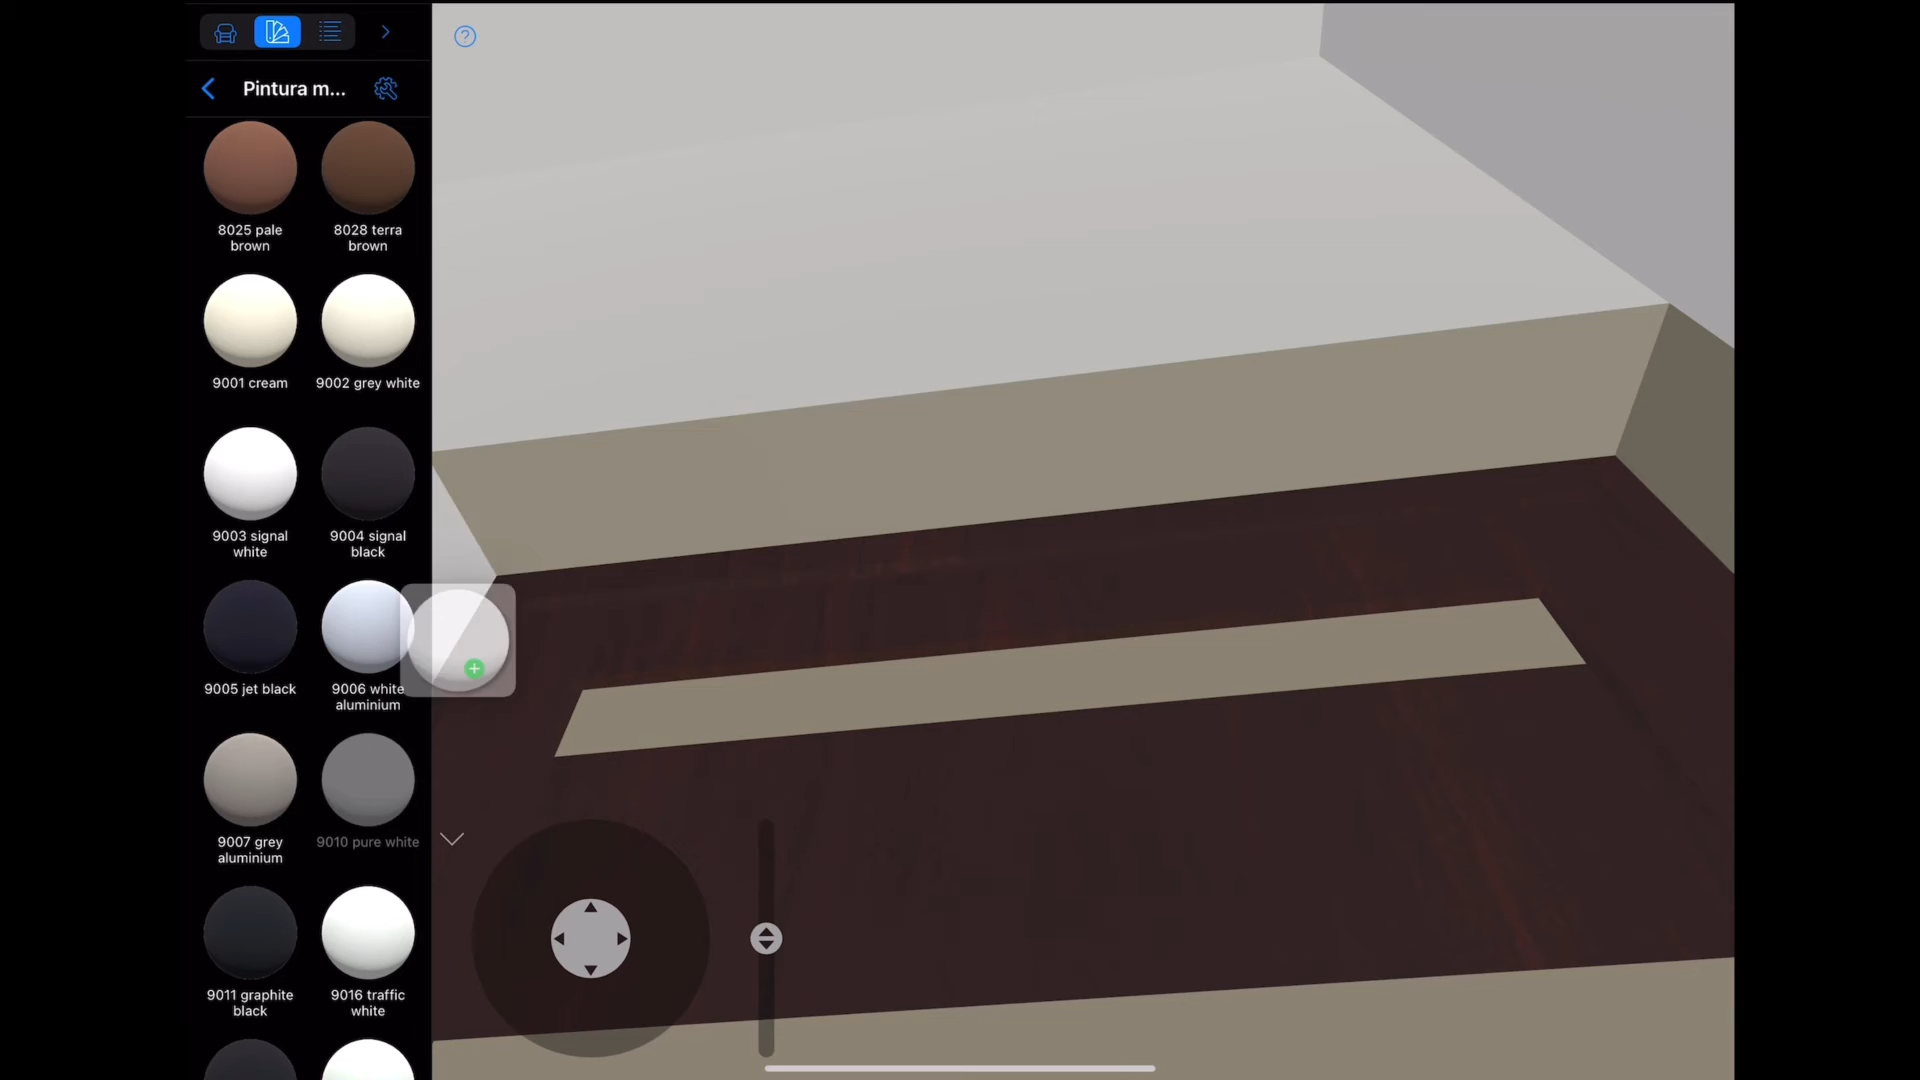 Pintura m...
8025 pale
brown
8028 terra
brown
9001 cream
9002 grey white
9003 signal
white
9004 signal
black
9005 jet black
9006 white
aluminium
9007 grey
aluminium
9010 pure white
9011 graphite
black
9016 traffic
white